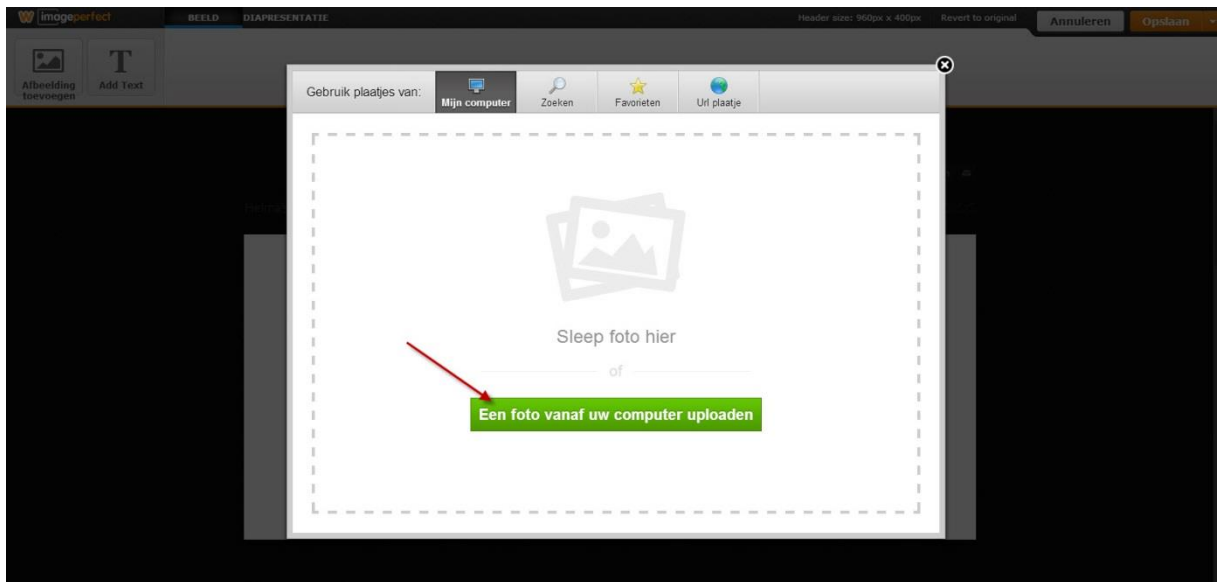 W imageperfect BEELD DIAPRESENTATIE Header size: 960px x 400px Revert to original Annuleren Opslaan
Afbeelding toevoegen
Add Text
Gebruik plaatjes van: Mijn computer Zoeken Favorieten Url plaatje
Sleep foto hier
of
Een foto vanaf uw computer uploaden